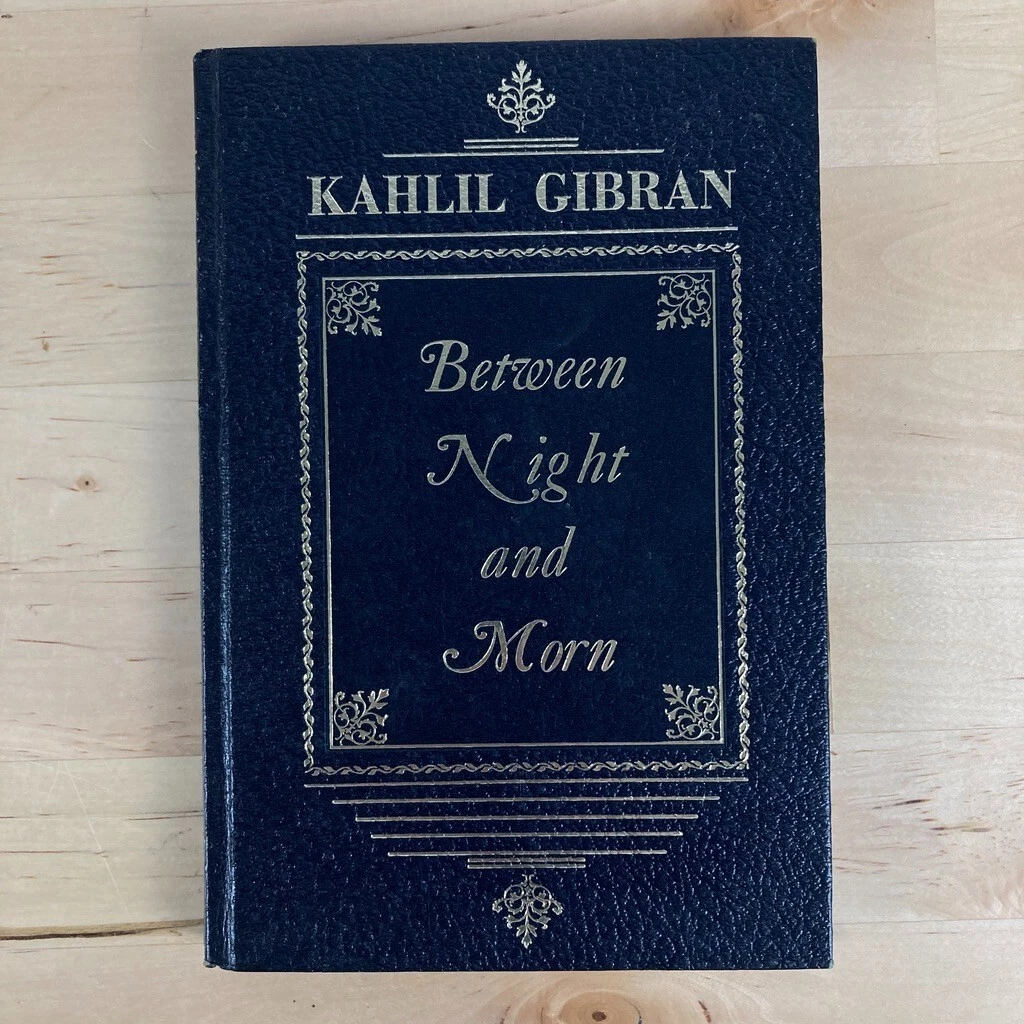 KAHLIL GIBRAN
Between
Night
and
Morn